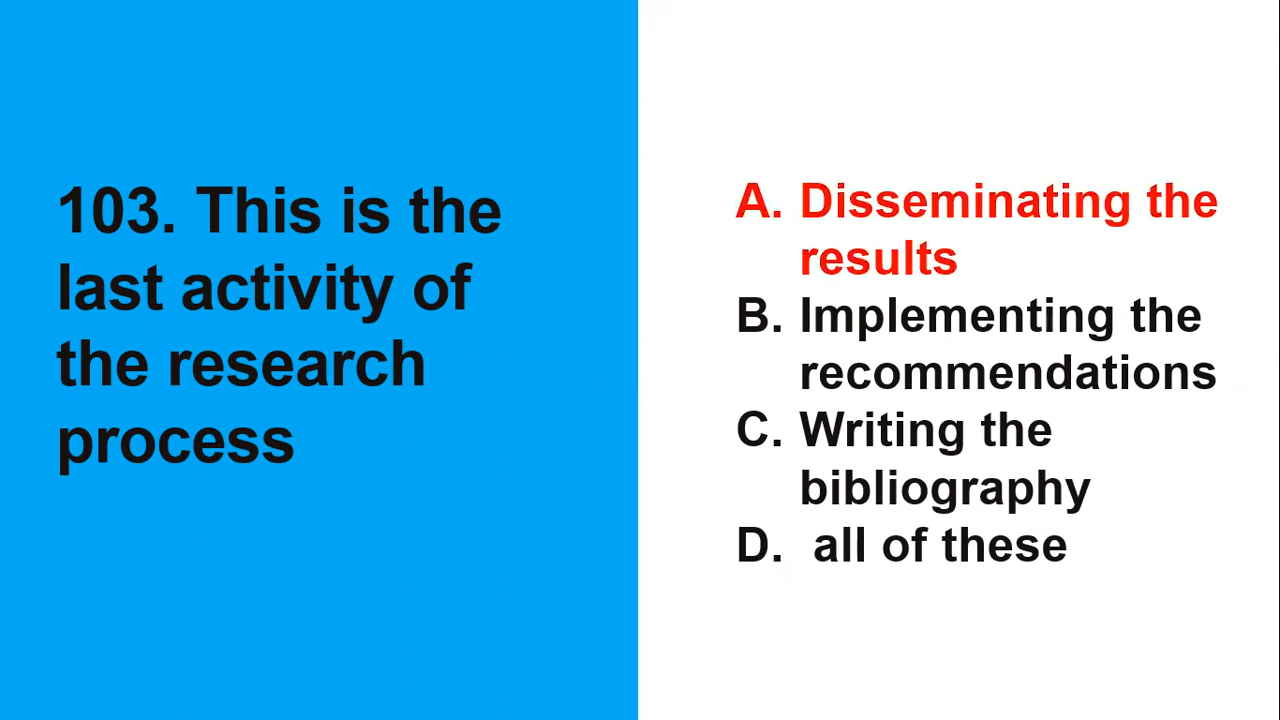 103. This is the
last activity of
the research
process
A. Disseminating the
results
B. Implementing the
recommendations
C. Writing the
bibliography
D. all of these